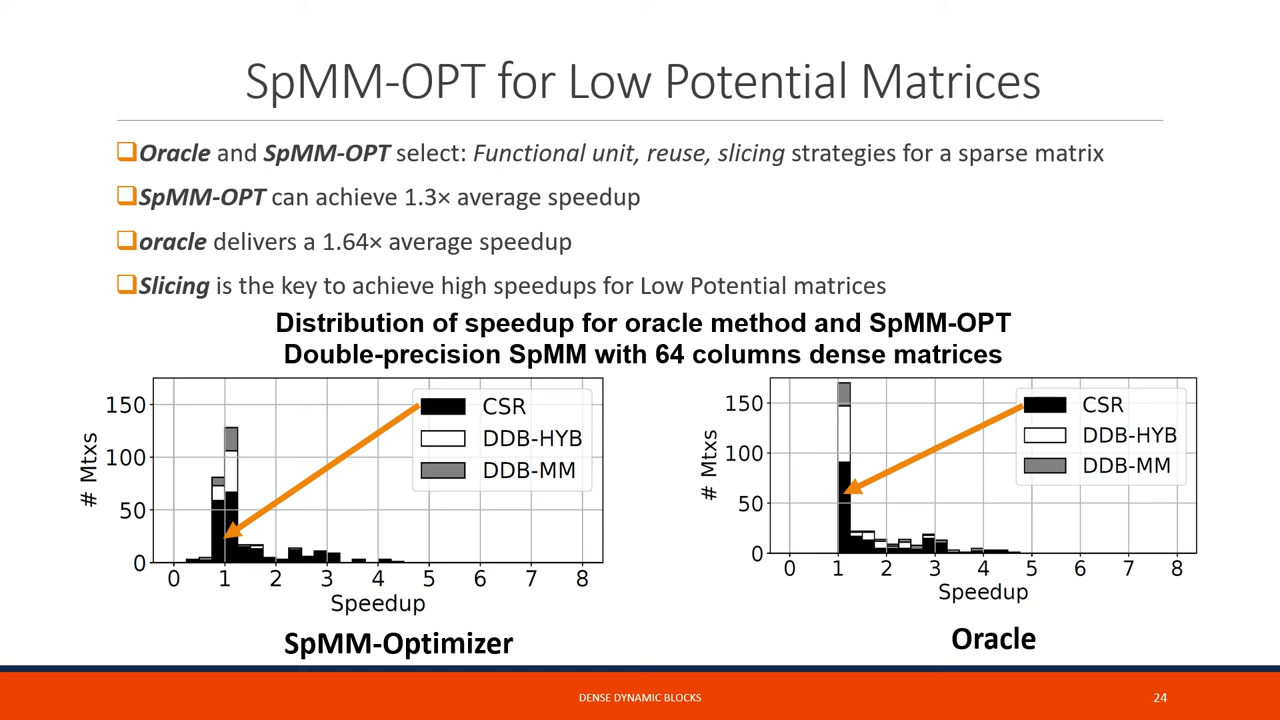 SpMM-OPT for Low Potential Matrices
Oracle and SpMM-OPT select: Functional unit, reuse, slicing strategies for a sparse matrix
SpMM-OPT can achieve 1.3× average speedup
oracle delivers a 1.64× average speedup
Slicing is the key to achieve high speedups for Low Potential matrices
Distribution of speedup for oracle method and SpMM-OPT
Double-precision SpMM with 64 columns dense matrices
# Mtxs
150
100
50
0
0 1 2 3 4 5 6 7 8
Speedup
CSR
DDB-HYB
DDB-MM
SpMM-Optimizer
# Mtxs
150
100
50
0
0 1 2 3 4 5 6 7 8
Speedup
CSR
DDB-HYB
DDB-MM
Oracle
DENSE DYNAMIC BLOCKS
24